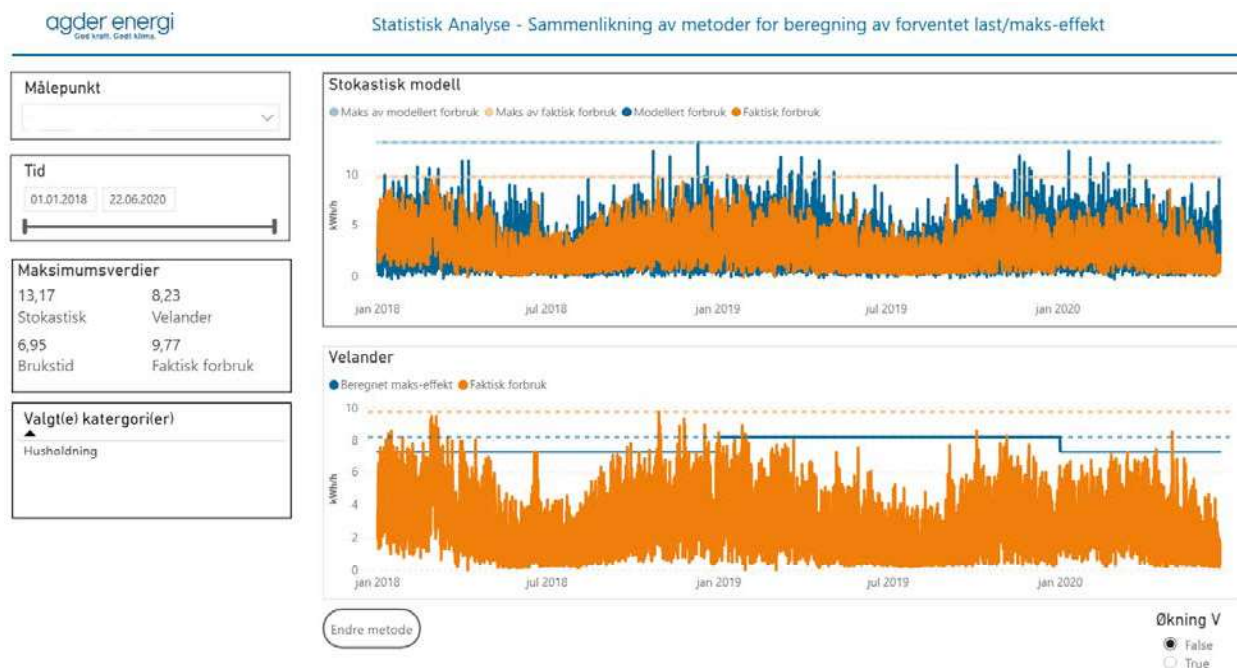 agder energi
God kraft. Godt klima.
Statistisk Analyse - Sammenlikning av metoder for beregning av forventet last/maks-effekt
Målepunkt
Tid
01.01.2018 22.06.2020
Maksimumsverdier
13,17 8,23
Stokastisk Velander
6,95 9,77
Brukstid Faktisk forbruk
Valgt(e) katergori(er)
Husholdning
Stokastisk modell
Maks av modellert forbruk Maks av faktisk forbruk Modellert forbruk Faktisk forbruk
10
5
0
kWh/h
jan 2018 jul 2018 jan 2019 jul 2019 jan 2020
Velander
Beregnet maks-effekt Faktisk forbruk
10
8
6
4
2
0
kWh/h
jan 2018 jul 2018 jan 2019 jul 2019 jan 2020
Endre metode
Økning V
False
True